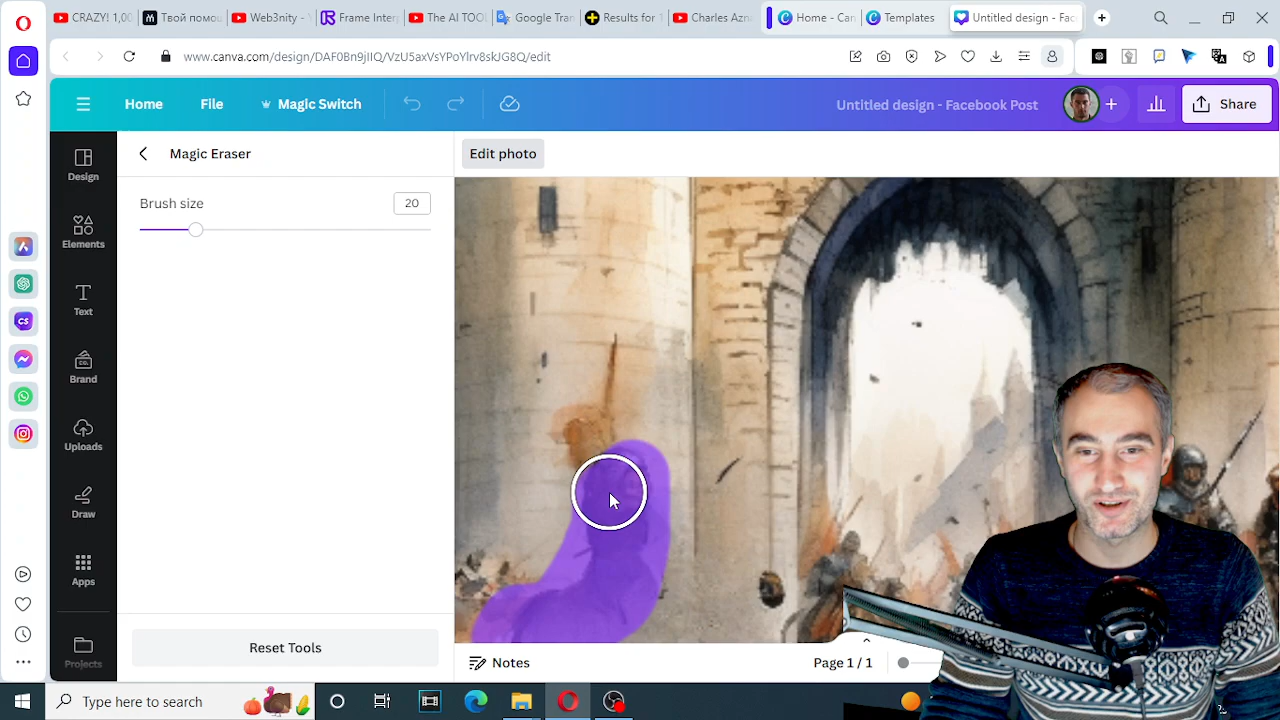 CRAZY! 1,00
Твой помощ
Web3nity -
Frame Inter
The AI TOO
Google Tra
Results for 1
Charles Azn
Home - Can
Templates
Untitled design - Fac
www.canva.com/design/DAF0Bn9jIIQ/VzU5axVsYPoYlrv8skJG8Q/edit
Home
File
Magic Switch
Untitled design - Facebook Post
Share
Design
Elements
Text
Brand
Uploads
Draw
Apps
Projects
Magic Eraser
Brush size
20
Reset Tools
Edit photo
Notes
Page 1 / 1
Type here to search